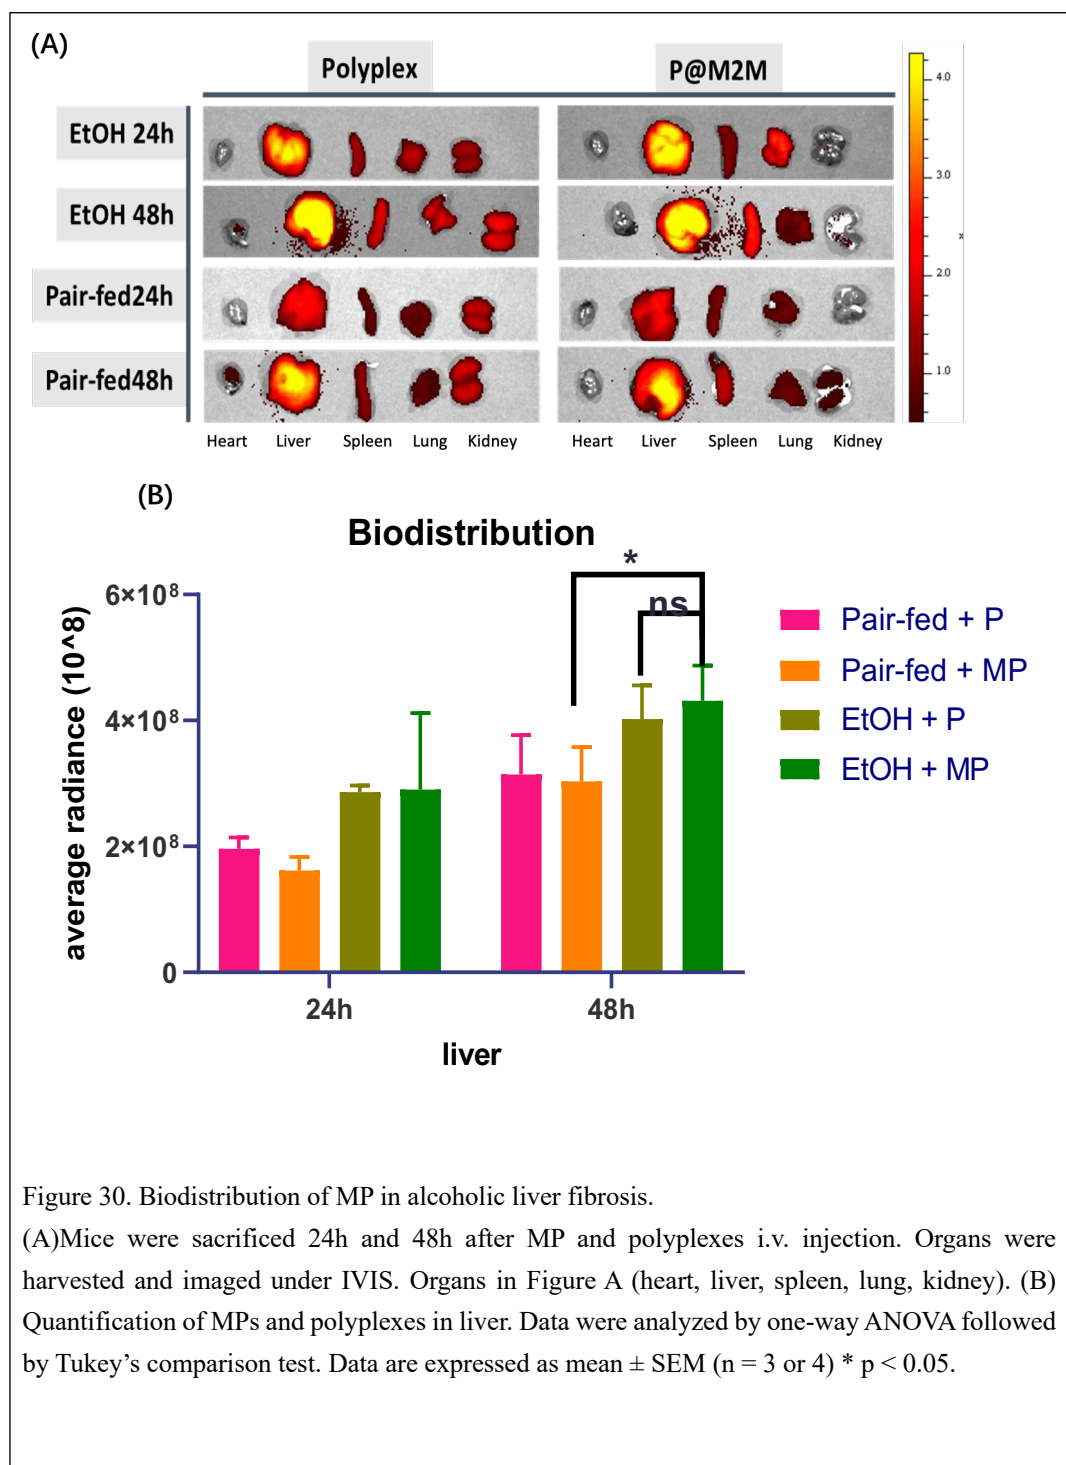 (A)
Polyplex
P@M2M
EtOH 24h
EtOH 48h
Pair-fed24h
Pair-fed48h
4.0
3.0
2.0
1.0
Heart Liver Spleen Lung Kidney
Heart Liver Spleen Lung Kidney
(B)
Biodistribution
*
ns
average radiance (10^8)
6×10⁸
4×10⁸
2×10⁸
0
24h
48h
liver
Pair-fed + P
Pair-fed + MP
EtOH + P
EtOH + MP
Figure 30. Biodistribution of MP in alcoholic liver fibrosis.
(A)Mice were sacrificed 24h and 48h after MP and polyplexes i.v. injection. Organs were
harvested and imaged under IVIS. Organs in Figure A (heart, liver, spleen, lung, kidney). (B)
Quantification of MPs and polyplexes in liver. Data were analyzed by one-way ANOVA followed
by Tukey’s comparison test. Data are expressed as mean ± SEM (n = 3 or 4) * p < 0.05.